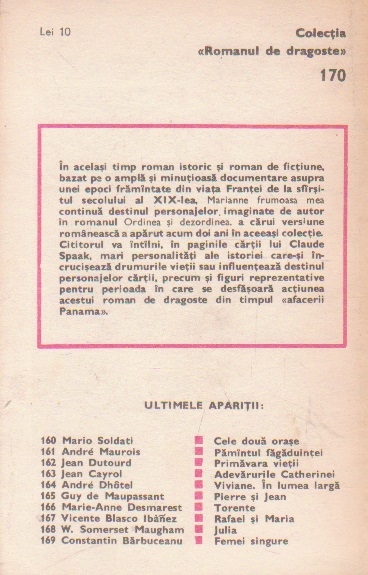 Lei 10
Colecția
«Romanul de dragoste»
170
În același timp roman istoric și roman de ficțiune,
bazat pe o amplă și minuțioasă documentare asupra
unei epoci frămîntate din viața Franței de la sfîrși-
tul secolului al XIX-lea, Marianne frumoasa mea
continuă destinul personajelor imaginate de autor
în romanul Ordinea și dezordinea, a cărui versiune
românească a apărut acum doi ani în aceeași colecție.
Cititorul va întîlni, în paginile cărții lui Claude
Spaak, mari personalități ale istoriei care-și în-
crucișează drumurile vieții sau influențează destinul
personajelor cărții, precum și figuri reprezentative
pentru perioada în care se desfășoară acțiunea
acestui roman de dragoste din timpul «afacerii
Panama».
ULTIMELE APARIȚII:
160 Mario Soldati Cele două orașe
161 André Maurois Pămîntul făgăduinței
162 Jean Dutourd Primăvara vieții
163 Jean Cayrol Adevărurile Catherinei
164 André Dhôtel Viviane. În lumea largă
165 Guy de Maupassant Pierre și Jean
166 Marie-Anne Desmarest Torente
167 Vicente Blasco Ibáñez Rafael și Maria
168 W. Somerset Maugham Julia
169 Constantin Bărbuceanu Femei singure